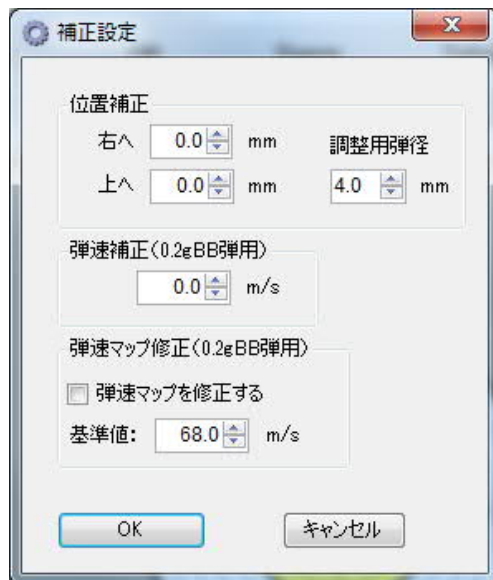 補正設定
位置補正
右へ 0.0 mm
調整用弾径
上へ 0.0 mm
4.0 mm
弾速補正(0.2gBB弾用)
0.0 m/s
弾速マップ修正(0.2gBB弾用)
弾速マップを修正する
基準値: 68.0 m/s
OK
キャンセル